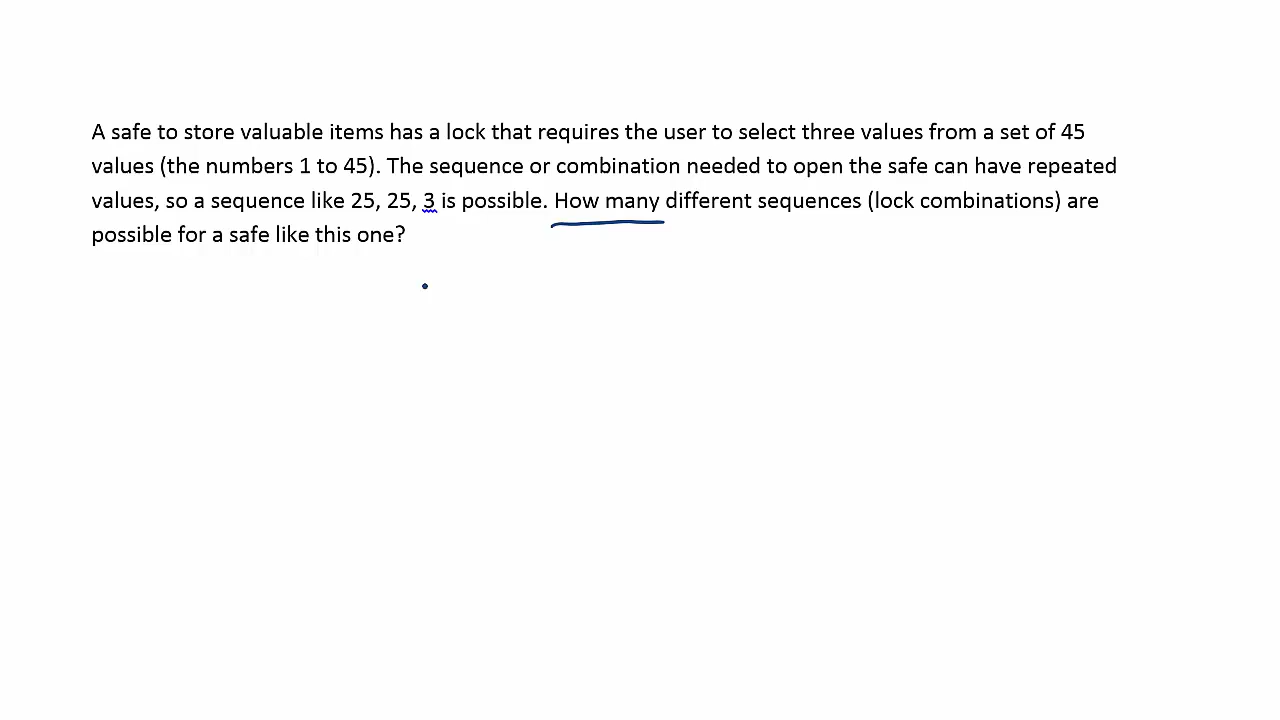 A safe to store valuable items has a lock that requires the user to select three values from a set of 45
values (the numbers 1 to 45). The sequence or combination needed to open the safe can have repeated
values, so a sequence like 25, 25, 3 is possible. How many different sequences (lock combinations) are
possible for a safe like this one?